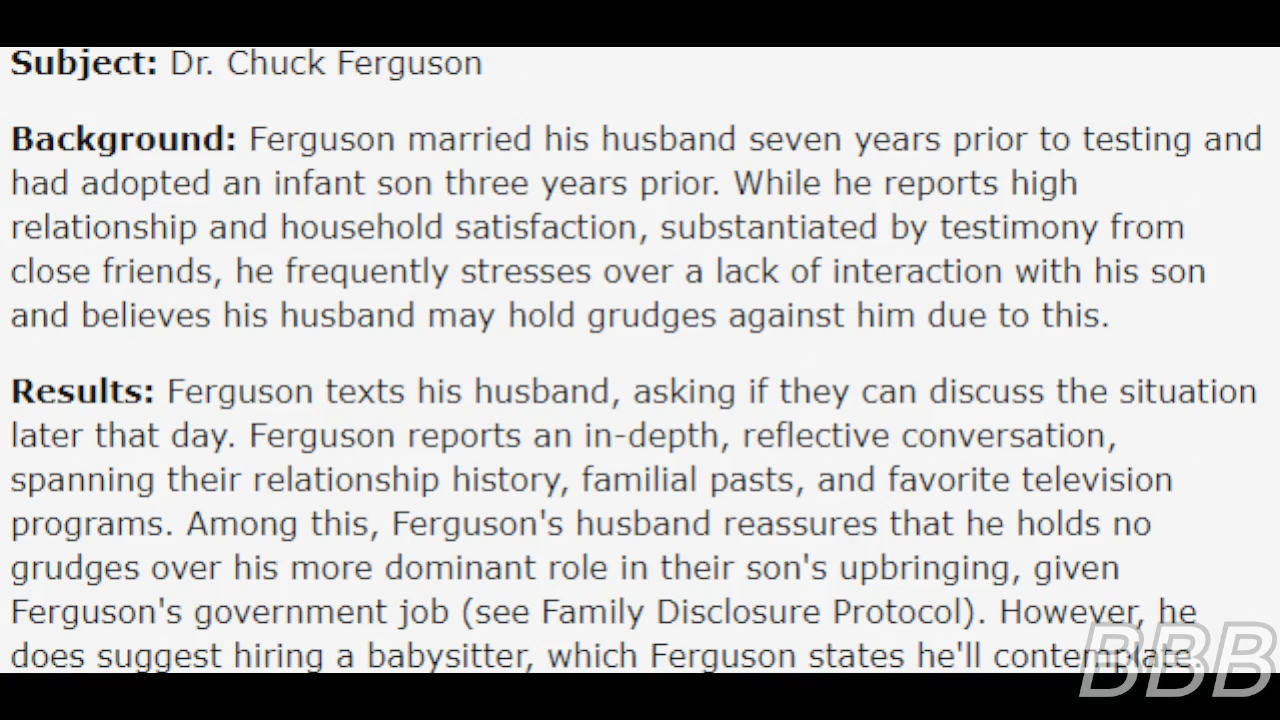 Subject: Dr. Chuck Ferguson
Background: Ferguson married his husband seven years prior to testing and
had adopted an infant son three years prior. While he reports high
relationship and household satisfaction, substantiated by testimony from
close friends, he frequently stresses over a lack of interaction with his son
and believes his husband may hold grudges against him due to this.
Results: Ferguson texts his husband, asking if they can discuss the situation
later that day. Ferguson reports an in-depth, reflective conversation,
spanning their relationship history, familial pasts, and favorite television
programs. Among this, Ferguson's husband reassures that he holds no
grudges over his more dominant role in their son's upbringing, given
Ferguson's government job (see Family Disclosure Protocol). However, he
does suggest hiring a babysitter, which Ferguson states he'll contemplate.
BBB